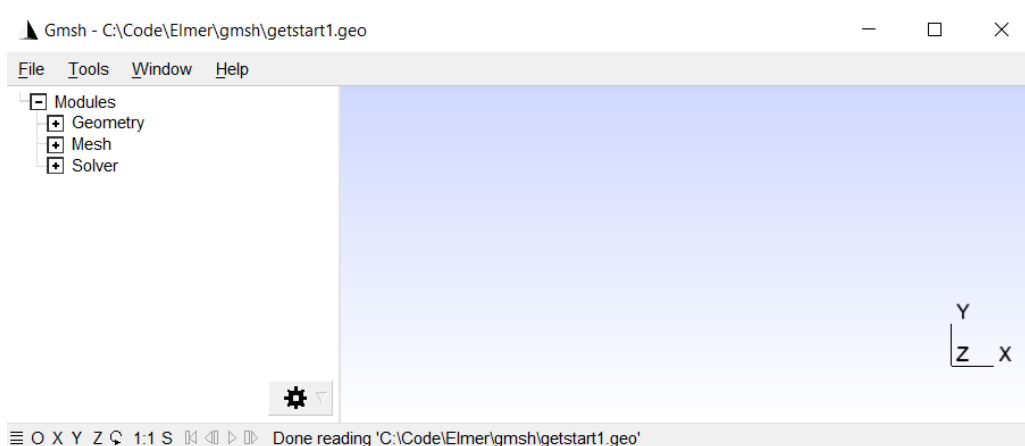 Gmsh - C:\Code\Elmer\gmsh\getstart1.geo
File Tools Window Help
Modules
Geometry
Mesh
Solver
Y
Z X
O X Y Z 1:1 S Done reading 'C:\Code\Elmer\gmsh\getstart1.geo'